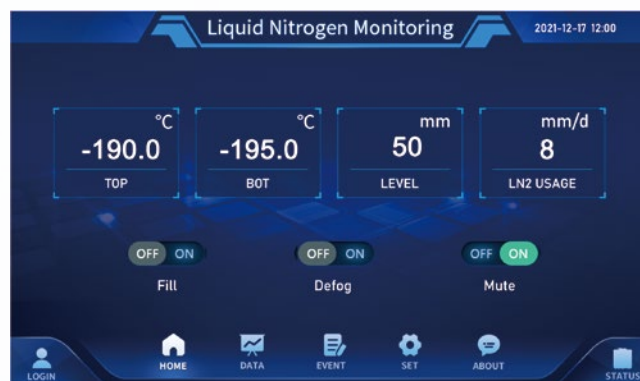 Liquid Nitrogen Monitoring
2021-12-17 12:00
°C
-190.0
TOP
°C
-195.0
BOT
mm
50
LEVEL
mm/d
8
LN2 USAGE
OFF ON
Fill
OFF ON
Defog
OFF ON
Mute
LOGIN
HOME
DATA
EVENT
SET
ABOUT
STATUS